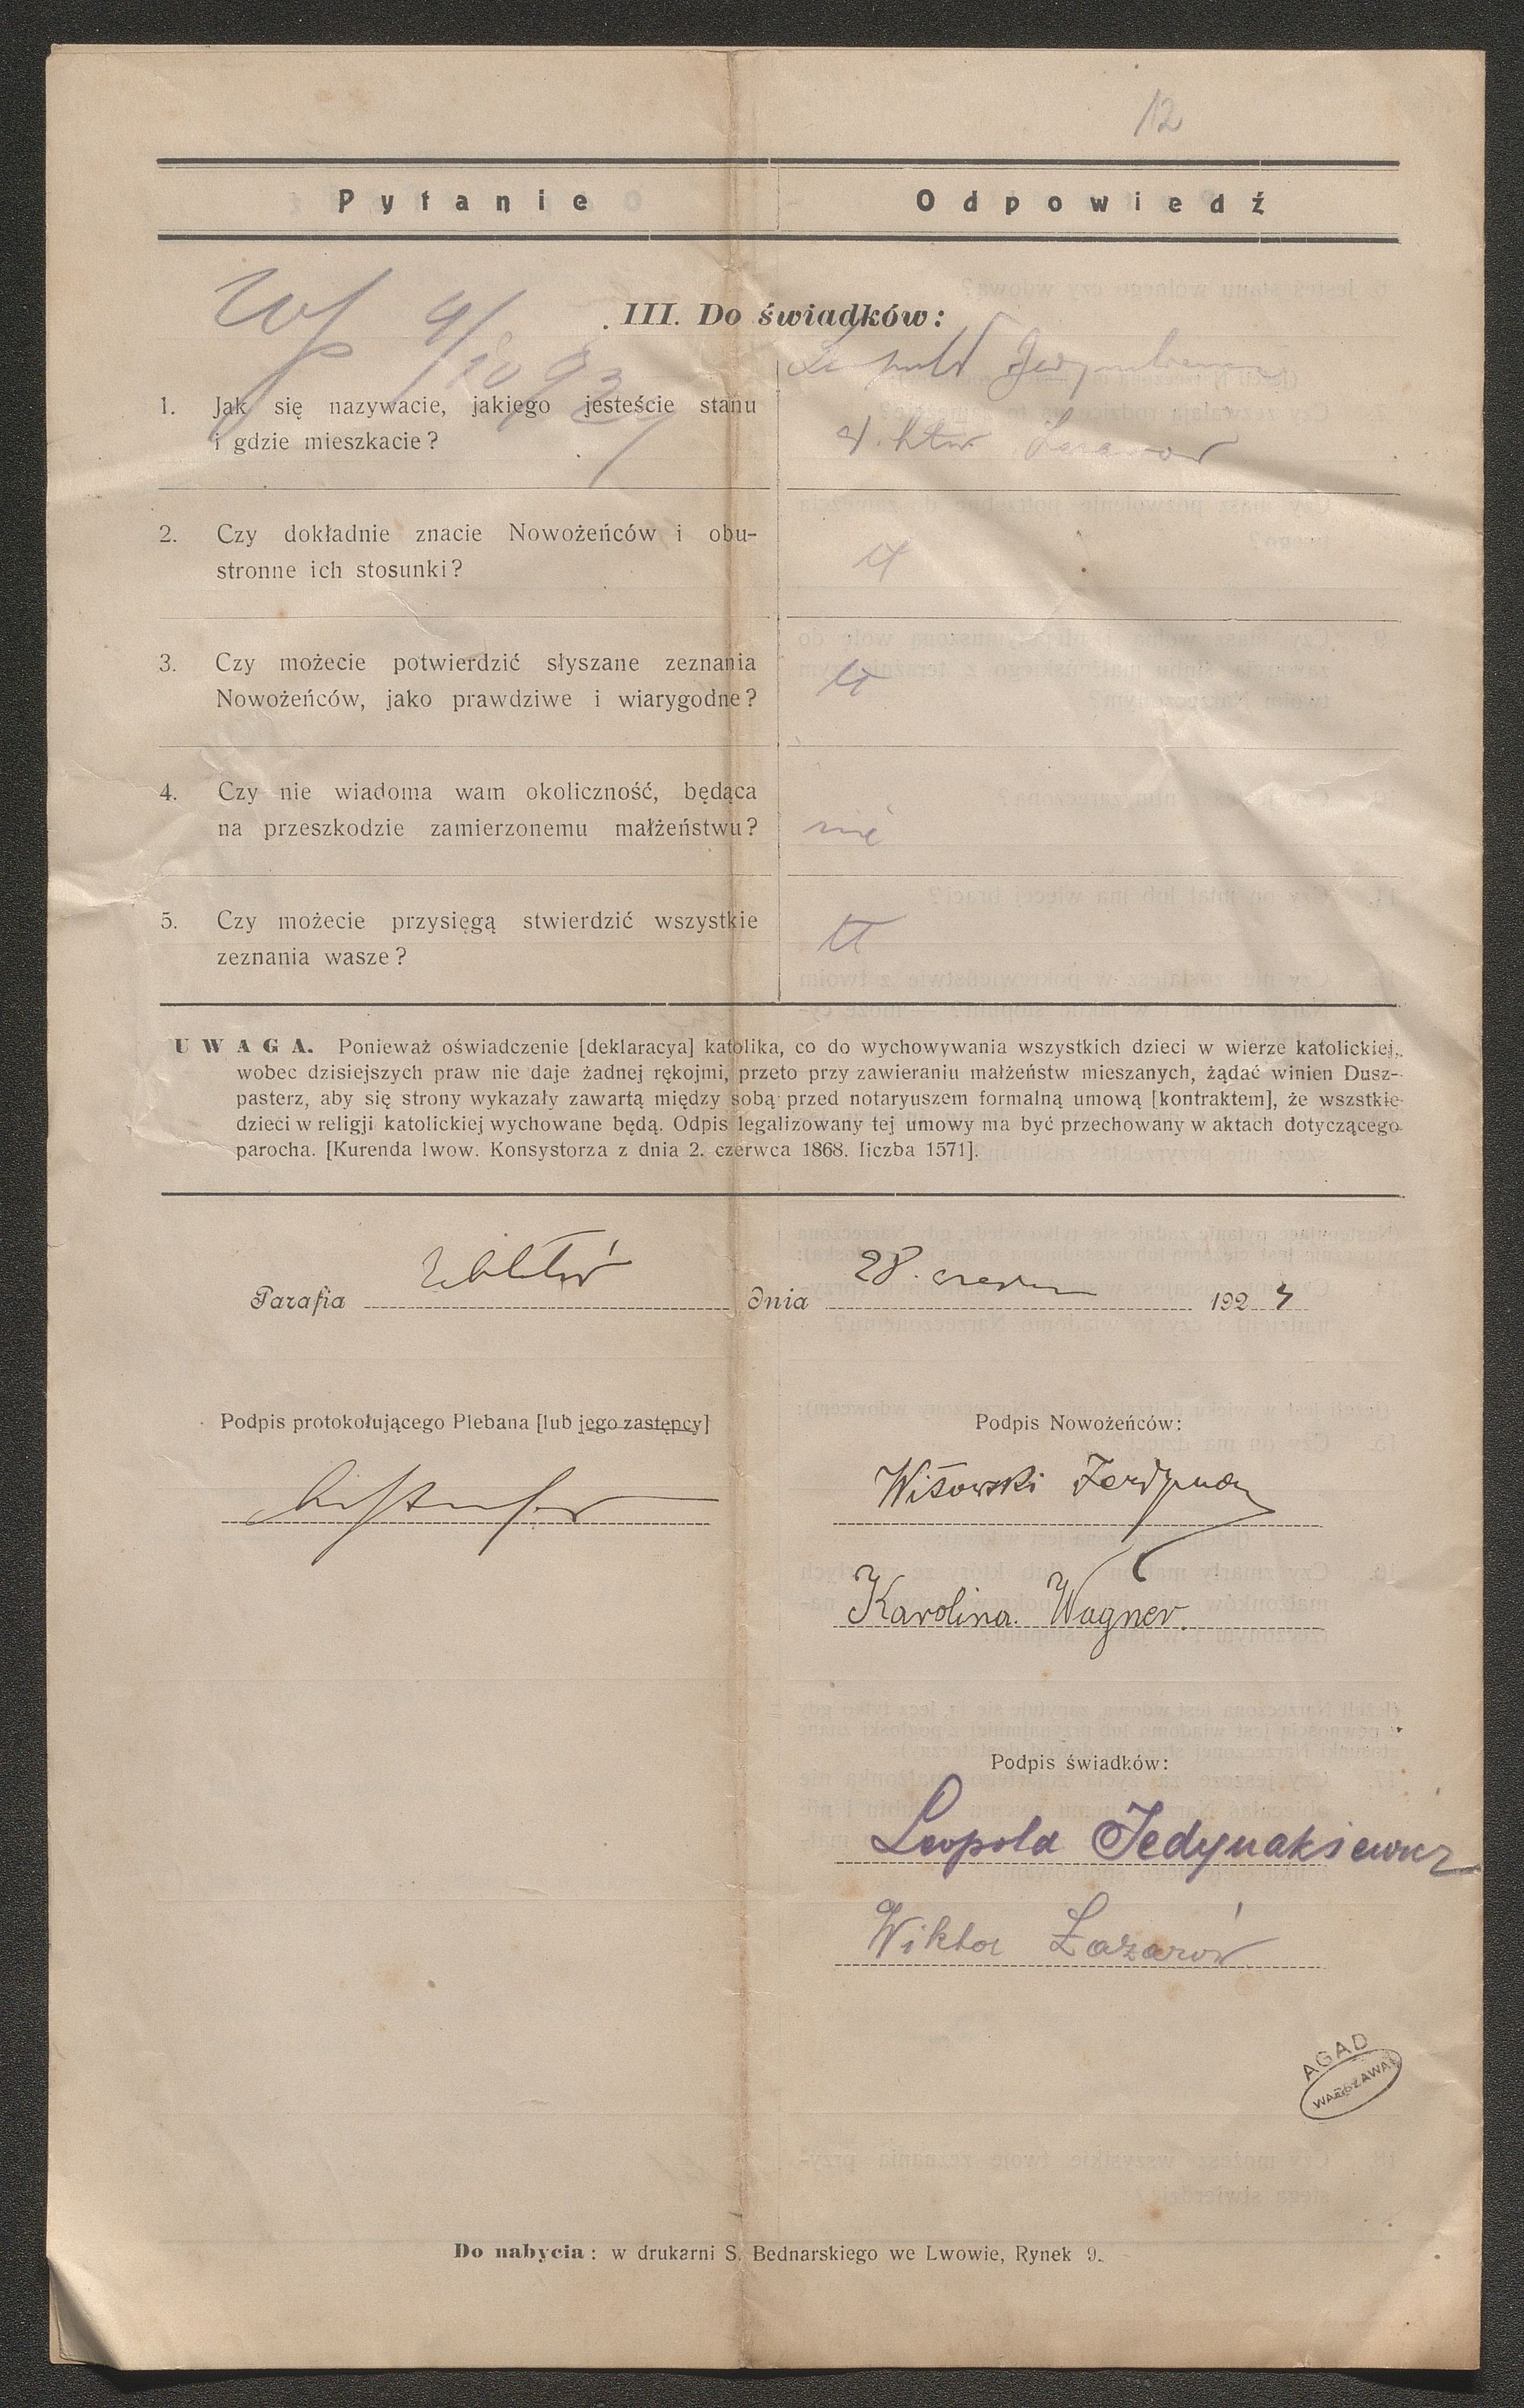 12
Pytanie Odpowiedź
III. Do świadków:
1. Jak się nazywacie, jakiego jesteście stanu
i gdzie mieszkacie?
Leopold
2. Czy dokładnie znacie Nowożeńców i obu-
stronne ich stosunki?
3. Czy możecie potwierdzić słyszane zeznania
Nowożeńców, jako prawdziwe i wiarygodne?
4. Czy nie wiadoma wam okoliczność, będąca
na przeszkodzie zamierzonemu małżeństwu?
nie
5. Czy możecie przysięgą stwierdzić wszystkie
zeznania wasze?
UWAGA. Ponieważ oświadczenie [deklaracya] katolika, co do wychowywania wszystkich dzieci w wierze katolickiej,
wobec dzisiejszych praw nie daje żadnej rękojmi, przeto przy zawieraniu małżeństw mieszanych, żądać winien Dusz-
pasterz, aby się strony wykazały zawartą między sobą przed notaryuszem formalną umową [kontraktem], że wszstkie
dzieci w religji katolickiej wychowane będą. Odpis legalizowany tej umowy ma być przechowany w aktach dotyczącego
parocha. [Kurenda lwow. Konsystorza z dnia 2. czerwca 1868. liczba 1571].
Parafia dnia 28. 192
Podpis protokołującego Plebana [lub jego zastępcy]
Podpis Nowożeńców:
Karolina Wagner.
Podpis świadków:
Leopold Jedynakiewicz
Wiktor Łazarów
AGAD
WARSZAWA
Do nabycia: w drukarni S. Bednarskiego we Lwowie, Rynek 9.